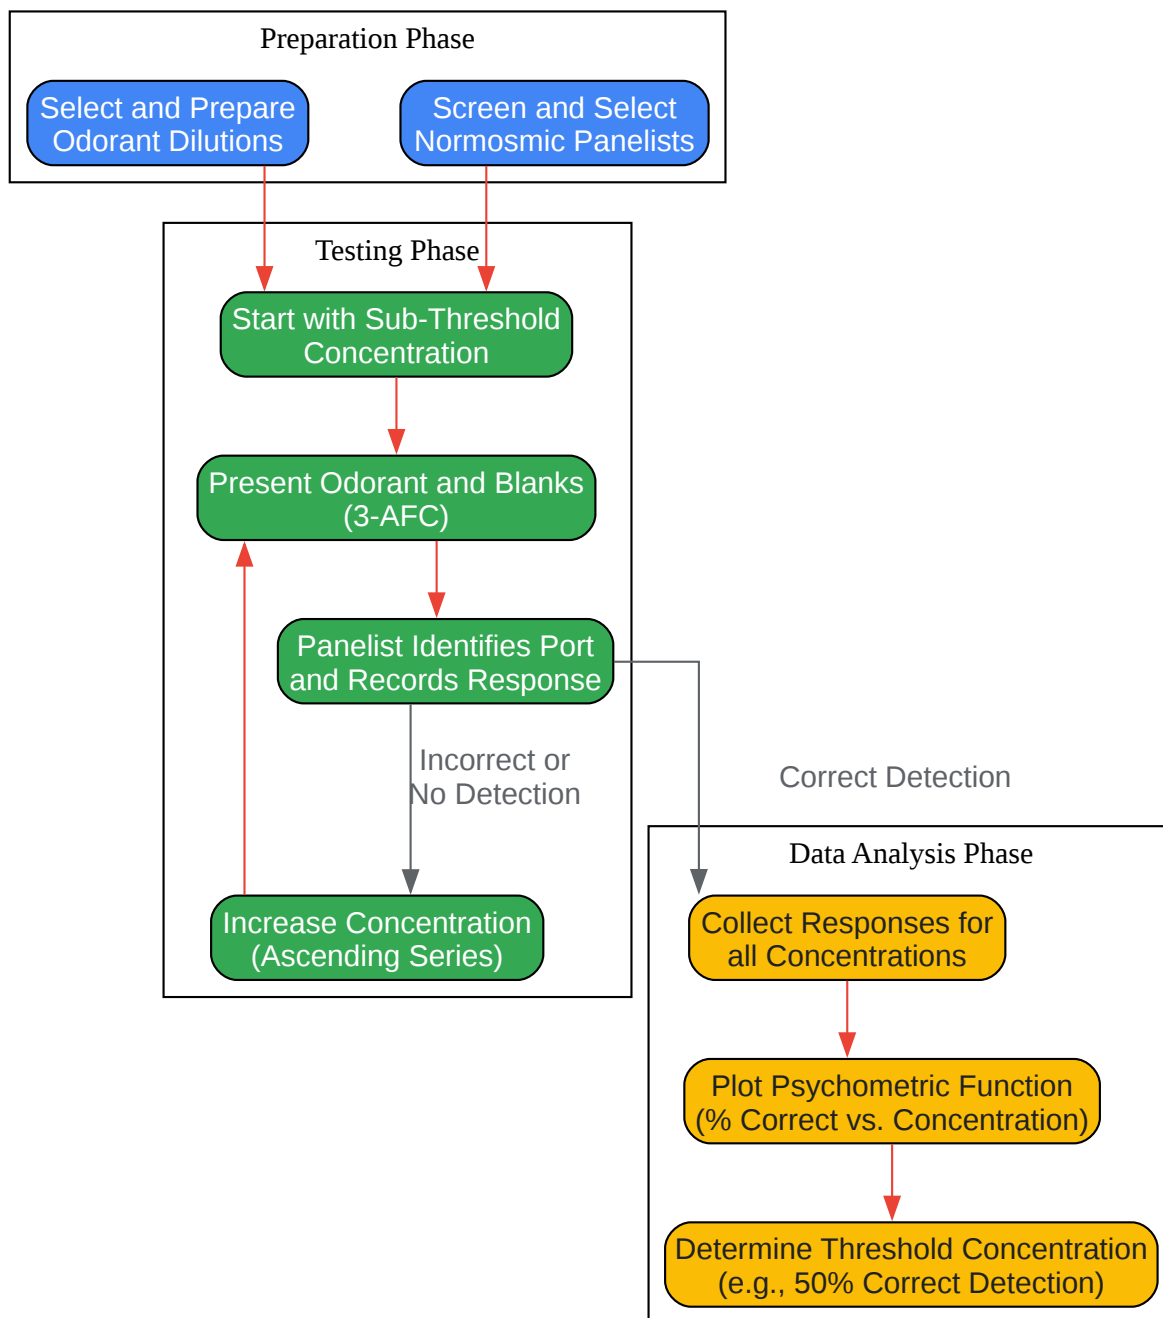 Preparation Phase
Select and Prepare
Odorant Dilutions
Screen and Select
Normosmic Panelists
Testing Phase
Start with Sub-Threshold
Concentration
Present Odorant and Blanks
(3-AFC)
Panelist Identifies Port
and Records Response
Incorrect or
No Detection
Correct Detection
Increase Concentration
(Ascending Series)
Data Analysis Phase
Collect Responses for
all Concentrations
Plot Psychometric Function
(% Correct vs. Concentration)
Determine Threshold Concentration
(e.g., 50% Correct Detection)